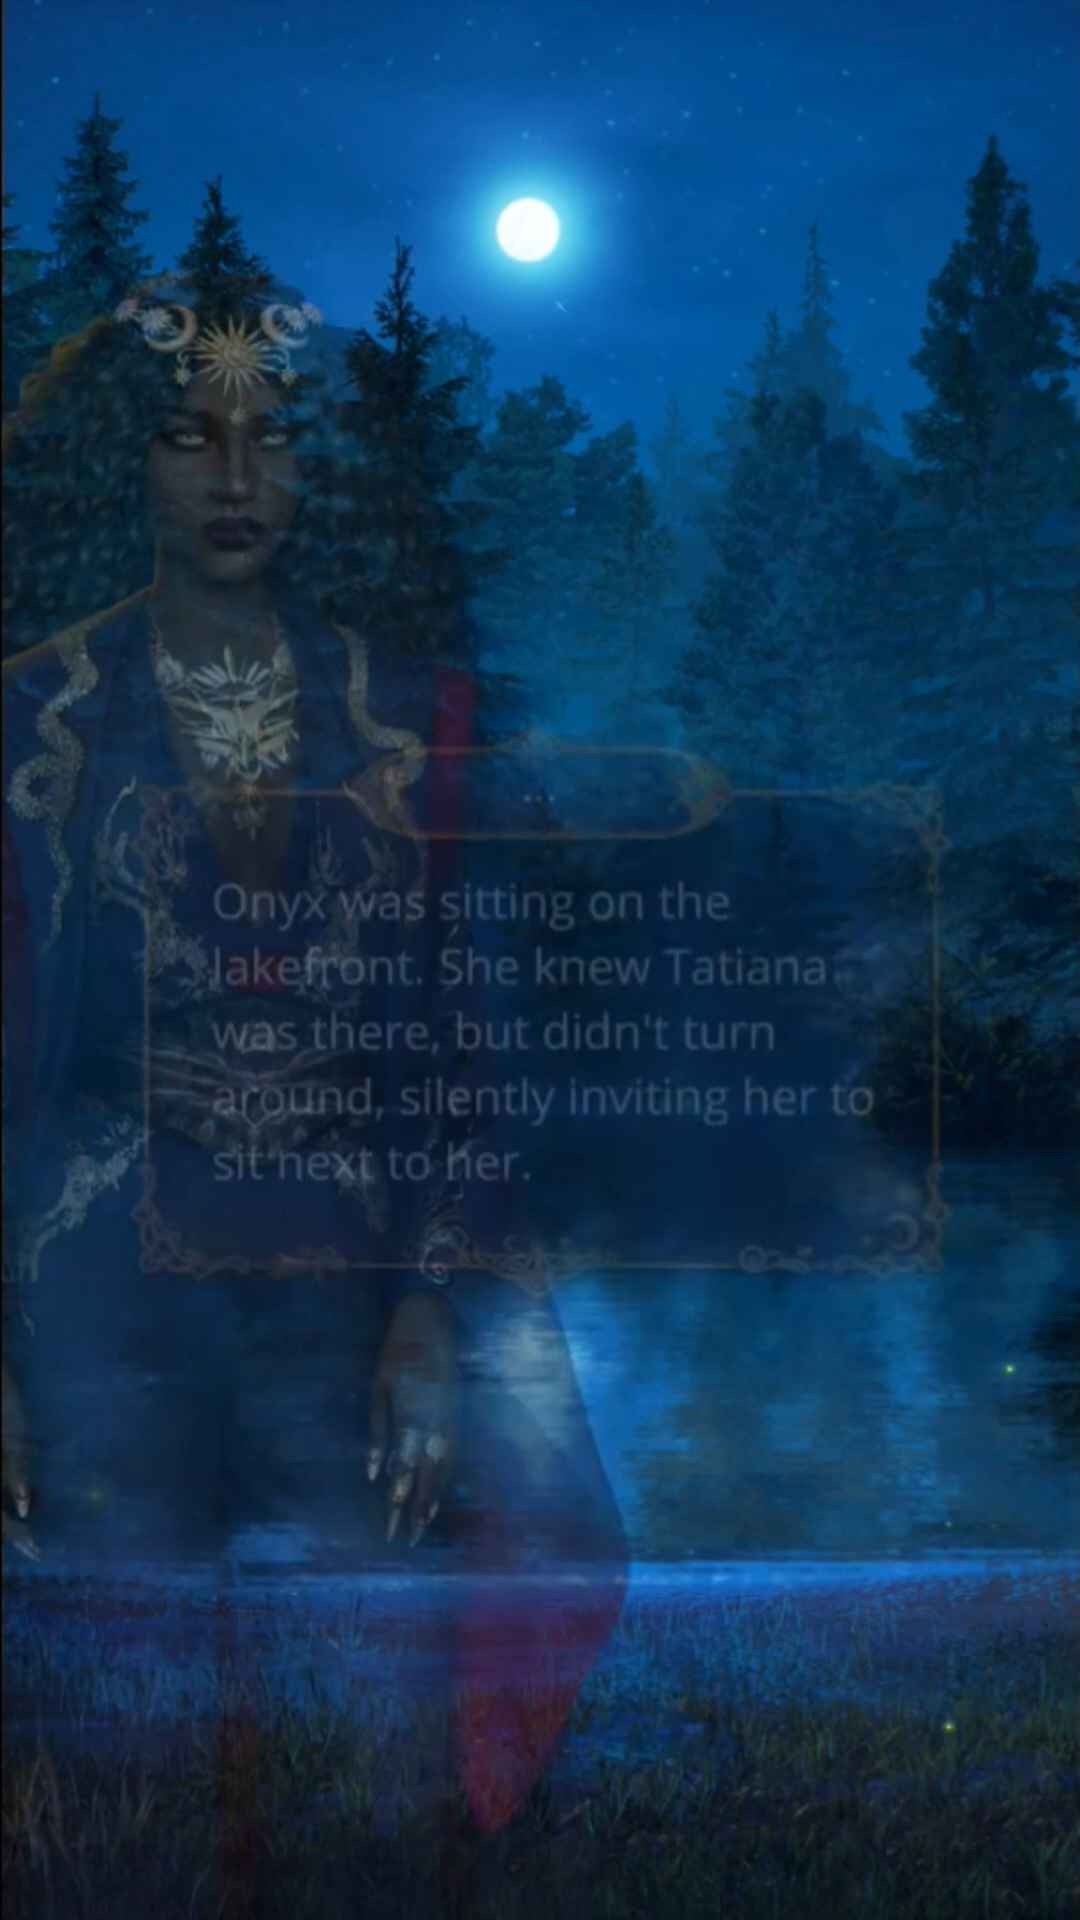 ...
Onyx was sitting on the
lakefront. She knew Tatiana
was there, but didn't turn
around, silently inviting her to
sit next to her.